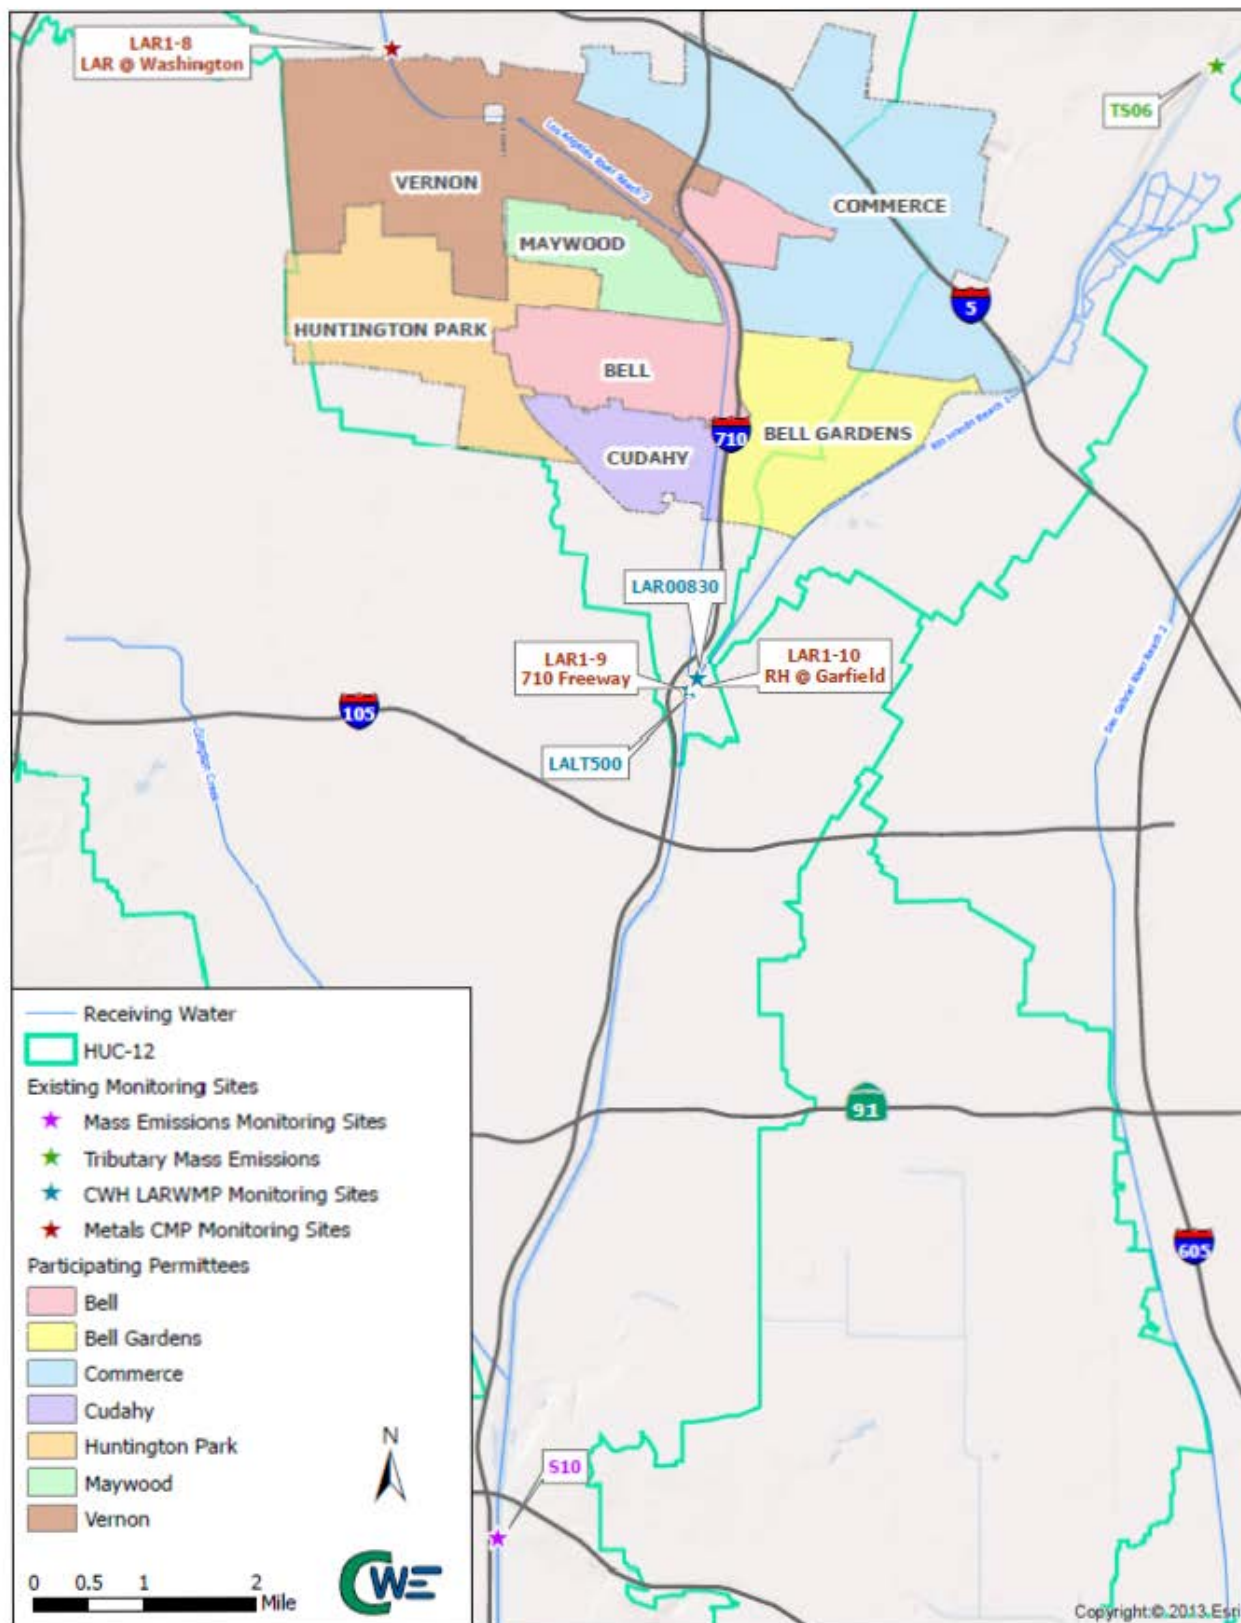 LAR1-8
LAR @ Washington
TS06
Los Angeles River Reach 2
VERNON
COMMERCE
MAYWOOD
5
HUNTINGTON PARK
BELL
710
BELL GARDENS
Rio Hondo Reach 1
CUDAHY
LAR00830
LAR1-9
710 Freeway
LAR1-10
RH @ Garfield
San Gabriel River Reach 2
105
Compton Creek
LALT500
Receiving Water
HUC-12
Existing Monitoring Sites
Mass Emissions Monitoring Sites
Tributary Mass Emissions
CWH LARWMP Monitoring Sites
Metals CMP Monitoring Sites
Participating Permittees
Bell
Bell Gardens
Commerce
Cudahy
Huntington Park
Maywood
Vernon
91
605
S10
N
0 0.5 1 2
Mile
CWE
Copyright:© 2013 Esri